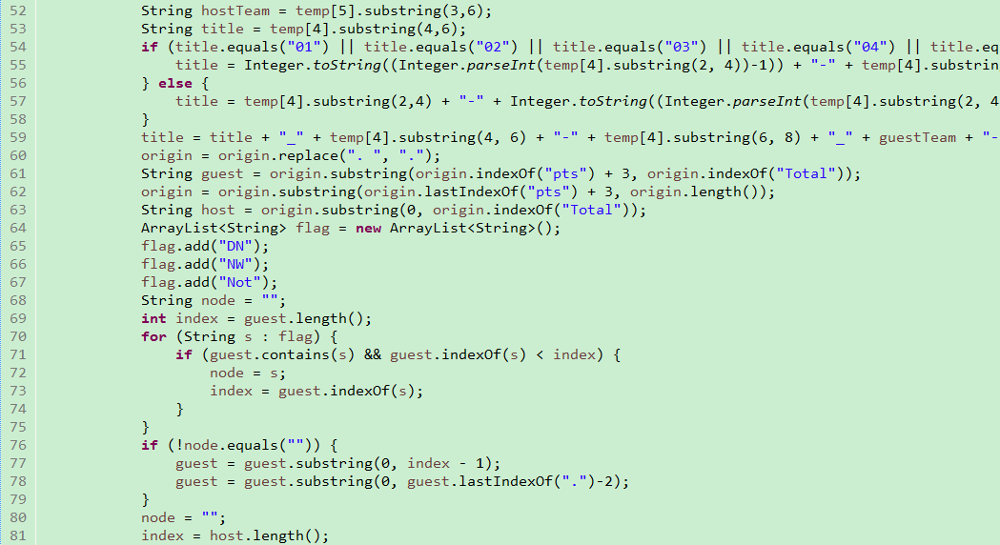 52 String hostTeam = temp[5].substring(3,6);
53 String title = temp[4].substring(4,6);
54 if (title.equals("01") || title.equals("02") || title.equals("03") || title.equals("04") || title.eq
55 title = Integer.toString((Integer.parseInt(temp[4].substring(2, 4))-1)) + "-" + temp[4].substrin
56 } else {
57 title = temp[4].substring(2,4) + "-" + Integer.toString((Integer.parseInt(temp[4].substring(2, 4
58 }
59 title = title + "_" + temp[4].substring(4, 6) + "-" + temp[4].substring(6, 8) + "_" + guestTeam + "-
60 origin = origin.replace(". ", ".");
61 String guest = origin.substring(origin.indexOf("pts") + 3, origin.indexOf("Total"));
62 origin = origin.substring(origin.lastIndexOf("pts") + 3, origin.length());
63 String host = origin.substring(0, origin.indexOf("Total"));
64 ArrayList<String> flag = new ArrayList<String>();
65 flag.add("DN");
66 flag.add("NW");
67 flag.add("Not");
68 String node = "";
69 int index = guest.length();
70 for (String s : flag) {
71 if (guest.contains(s) && guest.indexOf(s) < index) {
72 node = s;
73 index = guest.indexOf(s);
74 }
75 }
76 if (!node.equals("")) {
77 guest = guest.substring(0, index - 1);
78 guest = guest.substring(0, guest.lastIndexOf(".")-2);
79 }
80 node = "";
81 index = host.length();